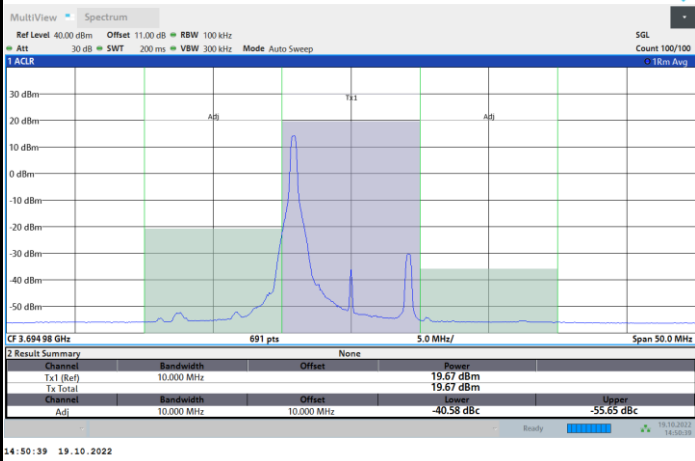 MultiView Spectrum
Ref Level 40.00 dBm Offset 11.00 dB RBW 100 kHz SGL
Att 30 dB SWT 200 ms VBW 300 kHz Mode Auto Sweep Count 100/100
1 ACLR 1Rm Avg
30 dBm
Tx1
20 dBm
Adj Adj
10 dBm
0 dBm
-10 dBm
-20 dBm
-30 dBm
-40 dBm
-50 dBm
CF 3.694 98 GHz 691 pts 5.0 MHz/ Span 50.0 MHz
2 Result Summary None
Channel Bandwidth Offset Power
Tx1 (Ref) 10.000 MHz 19.67 dBm
Tx Total 19.67 dBm
Channel Bandwidth Offset Lower Upper
Adj 10.000 MHz 10.000 MHz -40.58 dBc -55.65 dBc
Ready 19.10.2022
14:50:39
14:50:39 19.10.2022